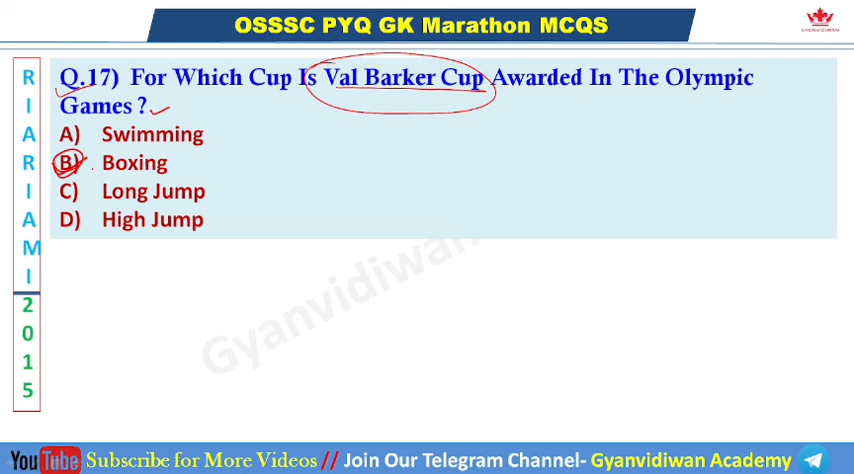 OSSSC PYQ GK Marathon MCQS
GYANVIDIWAN
Q.17) For Which Cup Is Val Barker Cup Awarded In The Olympic
Games ?
A) Swimming
B) Boxing
C) Long Jump
D) High Jump
R
I
A
R
I
A
M
I
2
0
1
5
Gyanvidiwan
YouTube Subscribe for More Videos // Join Our Telegram Channel- Gyanvidiwan Academy